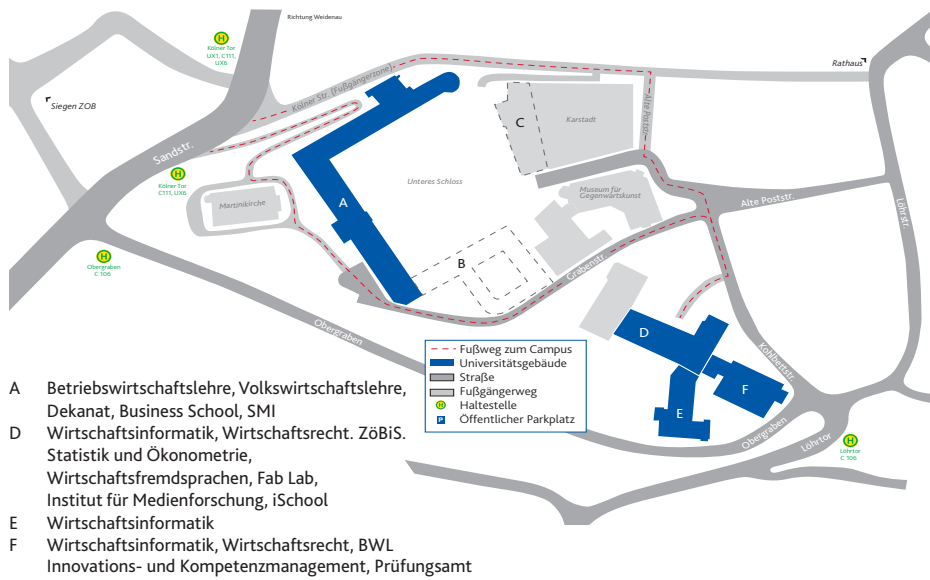 Richtung Weidenau
H
Kölner Tor
UX1, C111,
UX6
Rathaus
Siegen ZOB
Kölner Str. (Fußgängerzone)
Alte Poststr.
C
Karstadt
Sandstr.
H
Kölner Tor
C111, UX6
Unteres Schloss
Museum für
Gegenwartskunst
A
Martinikirche
Alte Poststr.
Löhrstr.
H
Obergraben
C 106
B
Grabenstr.
Obergraben
D
Kohlbettstr.
F
E
Obergraben
Löhrtor
H
Löhrtor
C 106
Fußweg zum Campus
Universitätsgebäude
Straße
Fußgängerweg
H Haltestelle
P Öffentlicher Parkplatz
A Betriebswirtschaftslehre, Volkswirtschaftslehre,
Dekanat, Business School, SMI
D Wirtschaftsinformatik, Wirtschaftsrecht. ZöBiS.
Statistik und Ökonometrie,
Wirtschaftsfremdsprachen, Fab Lab,
Institut für Medienforschung, iSchool
E Wirtschaftsinformatik
F Wirtschaftsinformatik, Wirtschaftsrecht, BWL
Innovations- und Kompetenzmanagement, Prüfungsamt